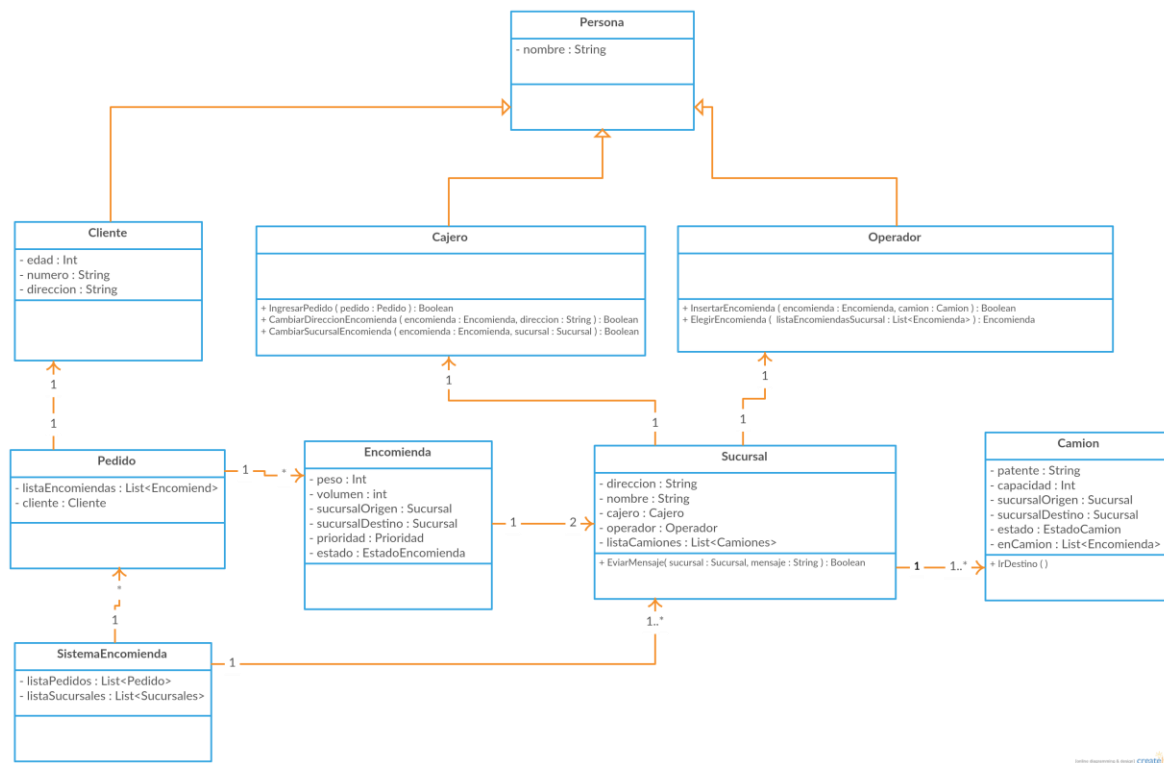 Persona
- nombre : String
Cliente
- edad : Int
- numero : String
- direccion : String
Cajero
+ IngresarPedido ( pedido : Pedido ) : Boolean
+ CambiarDireccionEncomienda ( encomienda : Encomienda, direccion : String ) : Boolean
+ CambiarSucursalEncomienda ( encomienda : Encomienda, sucursal : Sucursal ) : Boolean
Operador
+ InsertarEncomienda ( encomienda : Encomienda, camion : Camion ) : Boolean
+ ElegirEncomienda ( listaEncomiendasSucursal : List<Encomienda> ) : Encomienda
1
1
1
1
1
1
Pedido
- listaEncomiendas : List<Encomiend>
- cliente : Cliente
1
*
Encomienda
- peso : Int
- volumen : int
- sucursalOrigen : Sucursal
- sucursalDestino : Sucursal
- prioridad : Prioridad
- estado : EstadoEncomienda
1
2
Sucursal
- direccion : String
- nombre : String
- cajero : Cajero
- operador : Operador
- listaCamiones : List<Camiones>
+ EviarMensaje( sucursal : Sucursal, mensaje : String ) : Boolean
1
1..*
Camion
- patente : String
- capacidad : Int
- sucursalOrigen : Sucursal
- sucursalDestino : Sucursal
- estado : EstadoCamion
- enCamion : List<Encomienda>
+ IrDestino ( )
*
1
SistemaEncomienda
- listaPedidos : List<Pedido>
- listaSucursales : List<Sucursales>
1
1..*